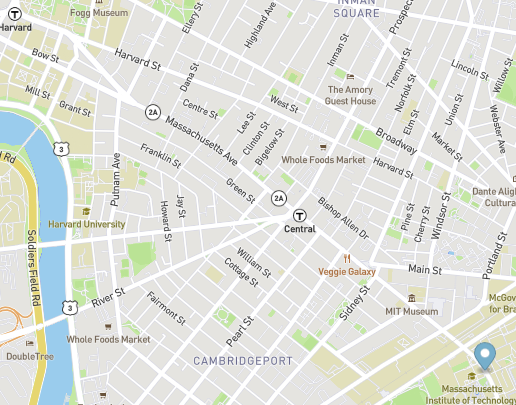 INMAN
SQUARE
Fogg Museum
T
Harvard
Ellery St
Highland Ave
Prospec
Bow St
Harvard St
Inman St
Lincoln St
Willow St
Dana St
Tremont St
Mill St
Grant St
The Amory
Guest House
Norfolk St
Union St
Webster Ave
2A
Centre St
West St
Elm St
Massachusetts Ave
Lee St
Clinton St
Bigelow St
Broadway
Market St
3
Franklin St
Whole Foods Market
Harvard St
Rd
Putnam Ave
Green St
Dante Aligh
Cultura
2A
Jay St
Howard St
Bishop Allen Dr
Pine St
Cherry St
Windsor St
Harvard University
T
Central
Soldiers Field Rd
William St
Veggie Galaxy
Main St
Portland St
Cottage St
River St
3
Fairmont St
Sidney St
MIT Museum
McGov
for Bra
Pearl St
Whole Foods Market
DoubleTree
CAMBRIDGEPORT
Massachusetts
Institute of Technology